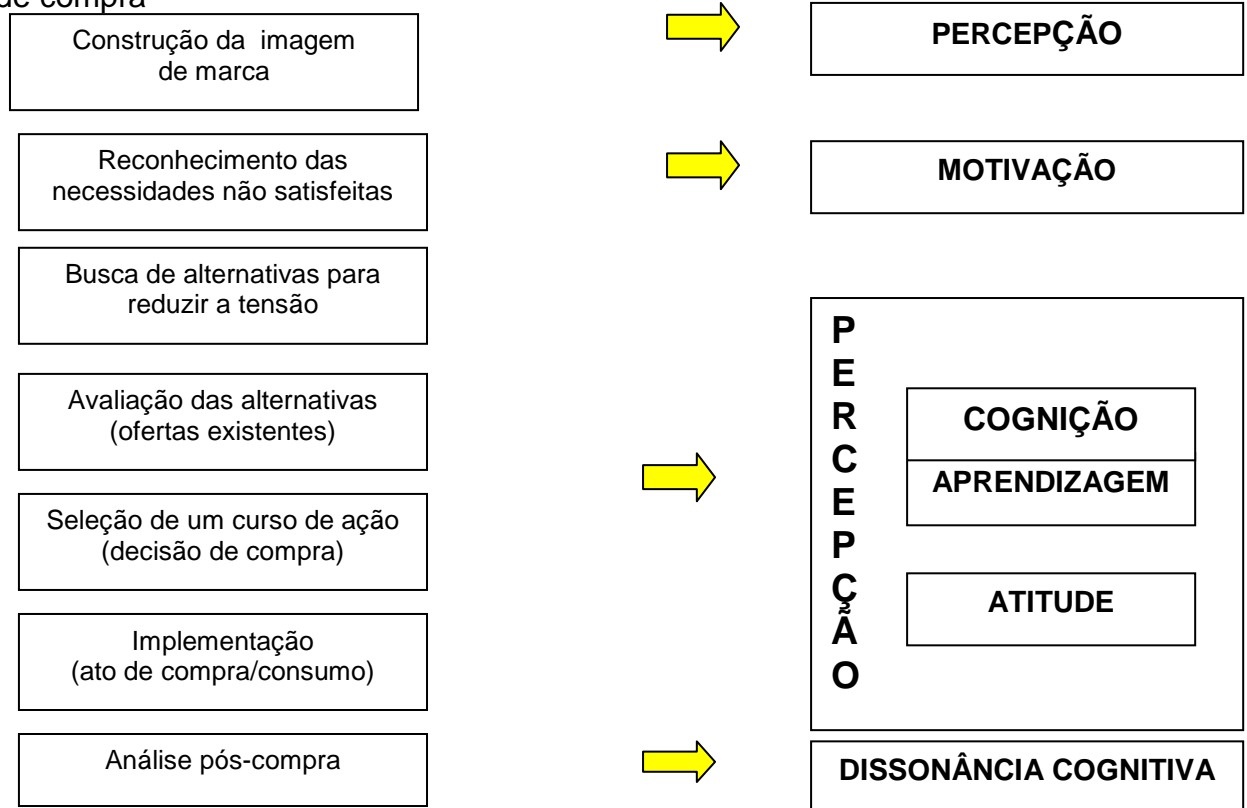 de compra
Construção da imagem
de marca
PERCEPÇÃO
Reconhecimento das
necessidades não satisfeitas
MOTIVAÇÃO
Busca de alternativas para
reduzir a tensão
Avaliação das alternativas
(ofertas existentes)
Seleção de um curso de ação
(decisão de compra)
Implementação
(ato de compra/consumo)
P
E
R
C
E
P
Ç
Ã
O
COGNIÇÃO
APRENDIZAGEM
ATITUDE
Análise pós-compra
DISSONÂNCIA COGNITIVA